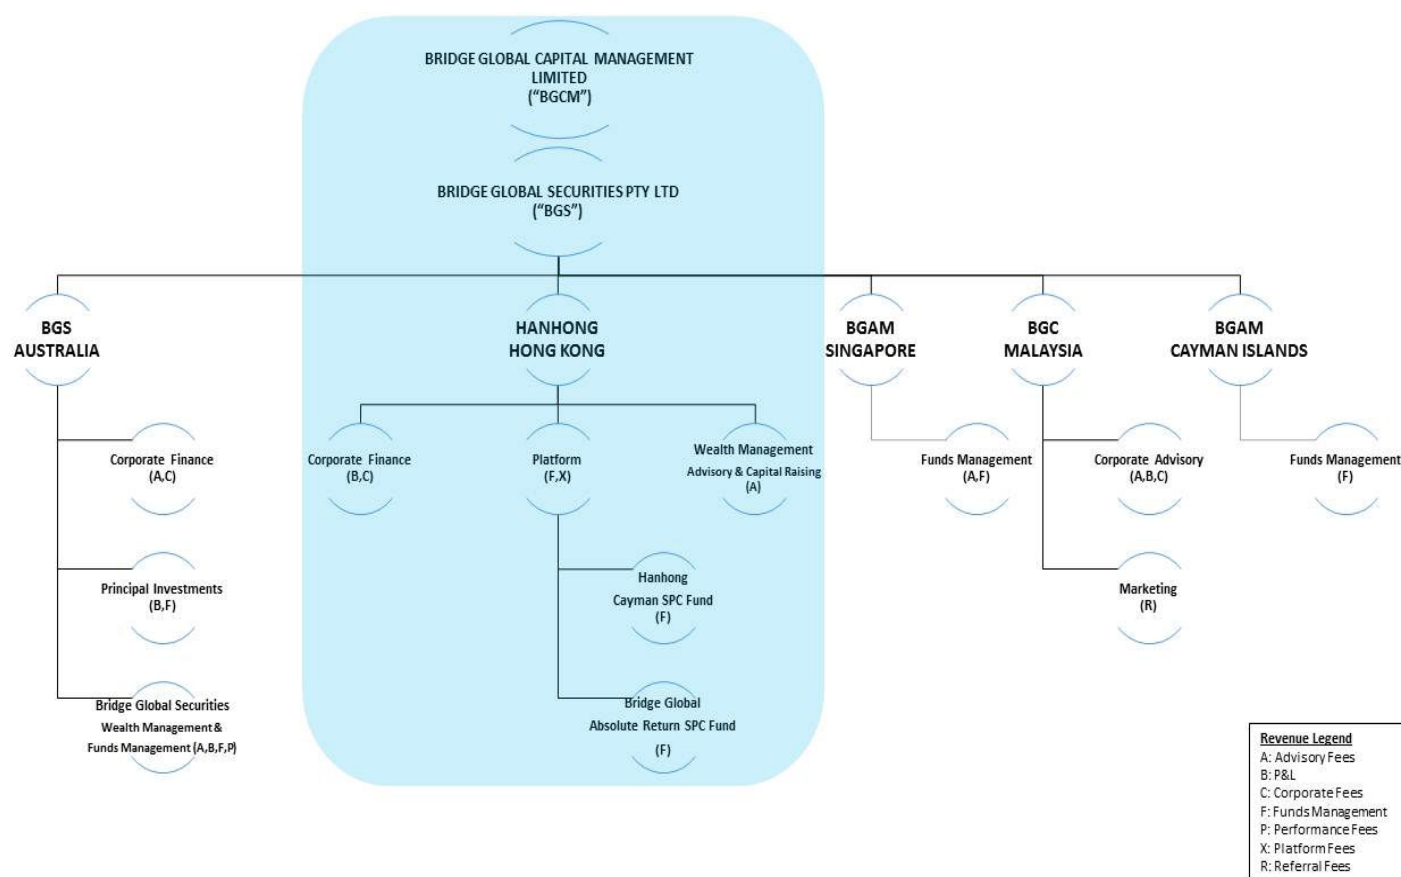 BRIDGE GLOBAL CAPITAL MANAGEMENT
LIMITED
(“BGCM”)
BRIDGE GLOBAL SECURITIES PTY LTD
(“BGS”)
BGS
AUSTRALIA
HANHONG
HONG KONG
BGAM
SINGAPORE
BGC
MALAYSIA
BGAM
CAYMAN ISLANDS
Corporate Finance
(A,C)
Corporate Finance
(B,C)
Platform
(F,X)
Wealth Management
Advisory & Capital Raising
(A)
Funds Management
(A,F)
Corporate Advisory
(A,B,C)
Funds Management
(F)
Principal Investments
(B,F)
Hanhong
Cayman SPC Fund
(F)
Marketing
(R)
Bridge Global Securities
Wealth Management &
Funds Management (A,B,F,P)
Bridge Global
Absolute Return SPC Fund
(F)
Revenue Legend
A: Advisory Fees
B: P&L
C: Corporate Fees
F: Funds Management
P: Performance Fees
X: Platform Fees
R: Referral Fees